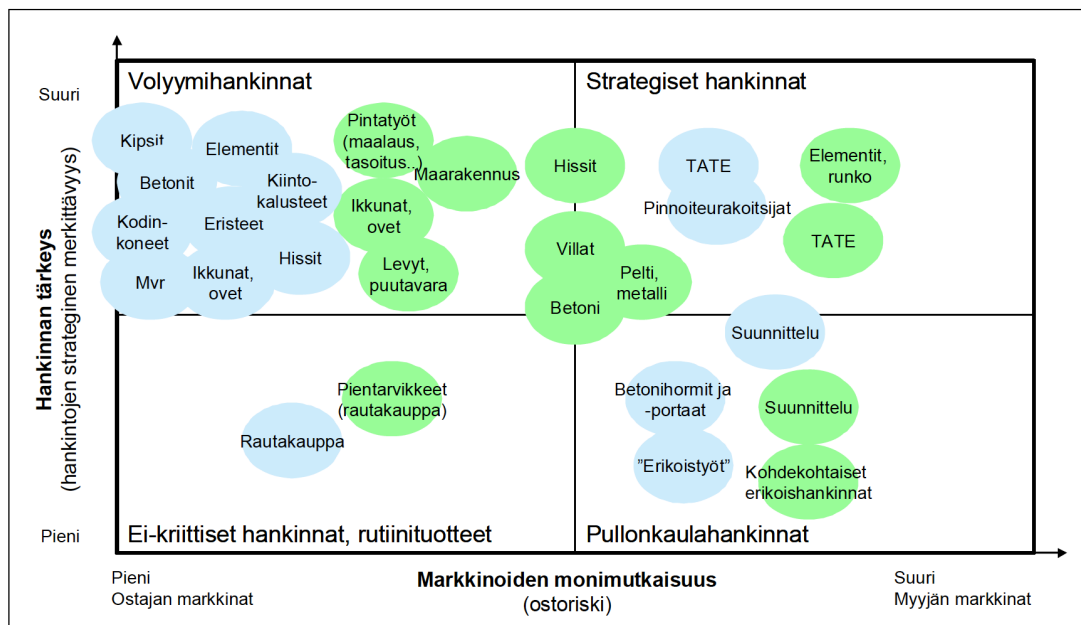 Volyymihankinnat
Strategiset hankinnat
Suuri
Kipsit
Elementit
Pintatyöt
(maalaus,
tasoitus..)
Maarakennus
Hissit
TATE
Elementit,
runko
Betonit
Kiinto-
kalusteet
Pinnoiteurakoitsijat
Kodin-
koneet
Eristeet
Ikkunat,
ovet
TATE
Mvr
Ikkunat,
ovet
Hissit
Levyt,
puutavara
Villat
Pelti,
metalli
Betoni
Hankinnan tärkeys
(hankintojen strateginen merkittävyys)
Suunnittelu
Pientarvikkeet
(rautakauppa)
Betonihormit ja
-portaat
Suunnittelu
Rautakauppa
”Erikoistyöt”
Kohdekohtaiset
erikoishankinnat
Pieni
Ei-kriittiset hankinnat, rutiinituotteet
Pullonkaulahankinnat
Pieni
Ostajan markkinat
Markkinoiden monimutkaisuus
(ostoriski)
Suuri
Myyjän markkinat